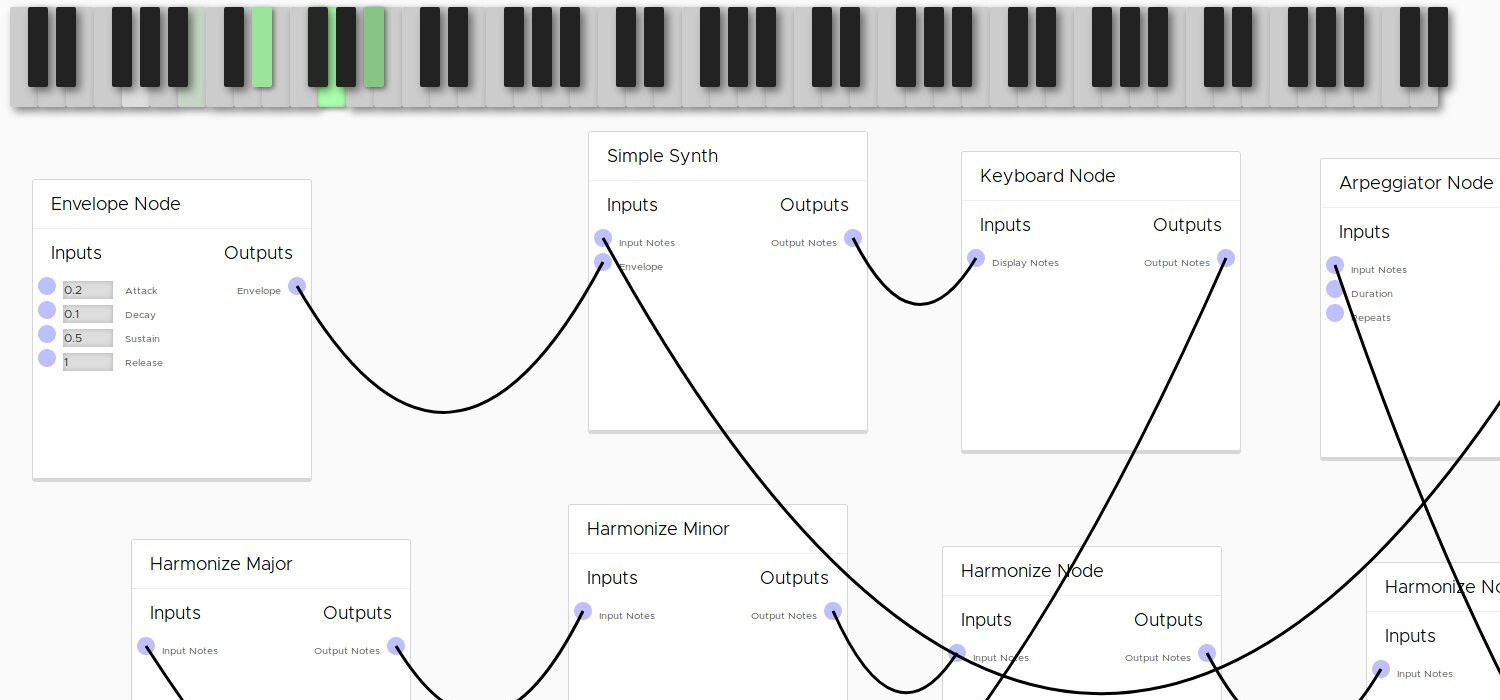 Envelope Node
Inputs
Outputs
0.2 Attack
Envelope
0.1 Decay
0.5 Sustain
1 Release
Simple Synth
Inputs
Outputs
Input Notes
Output Notes
Envelope
Keyboard Node
Inputs
Outputs
Display Notes
Output Notes
Arpeggiator Node
Inputs
Input Notes
Duration
Repeats
Harmonize Major
Inputs
Outputs
Input Notes
Output Notes
Harmonize Minor
Inputs
Outputs
Input Notes
Output Notes
Harmonize Node
Inputs
Outputs
Input Notes
Output Notes
Harmonize No
Inputs
Input Notes